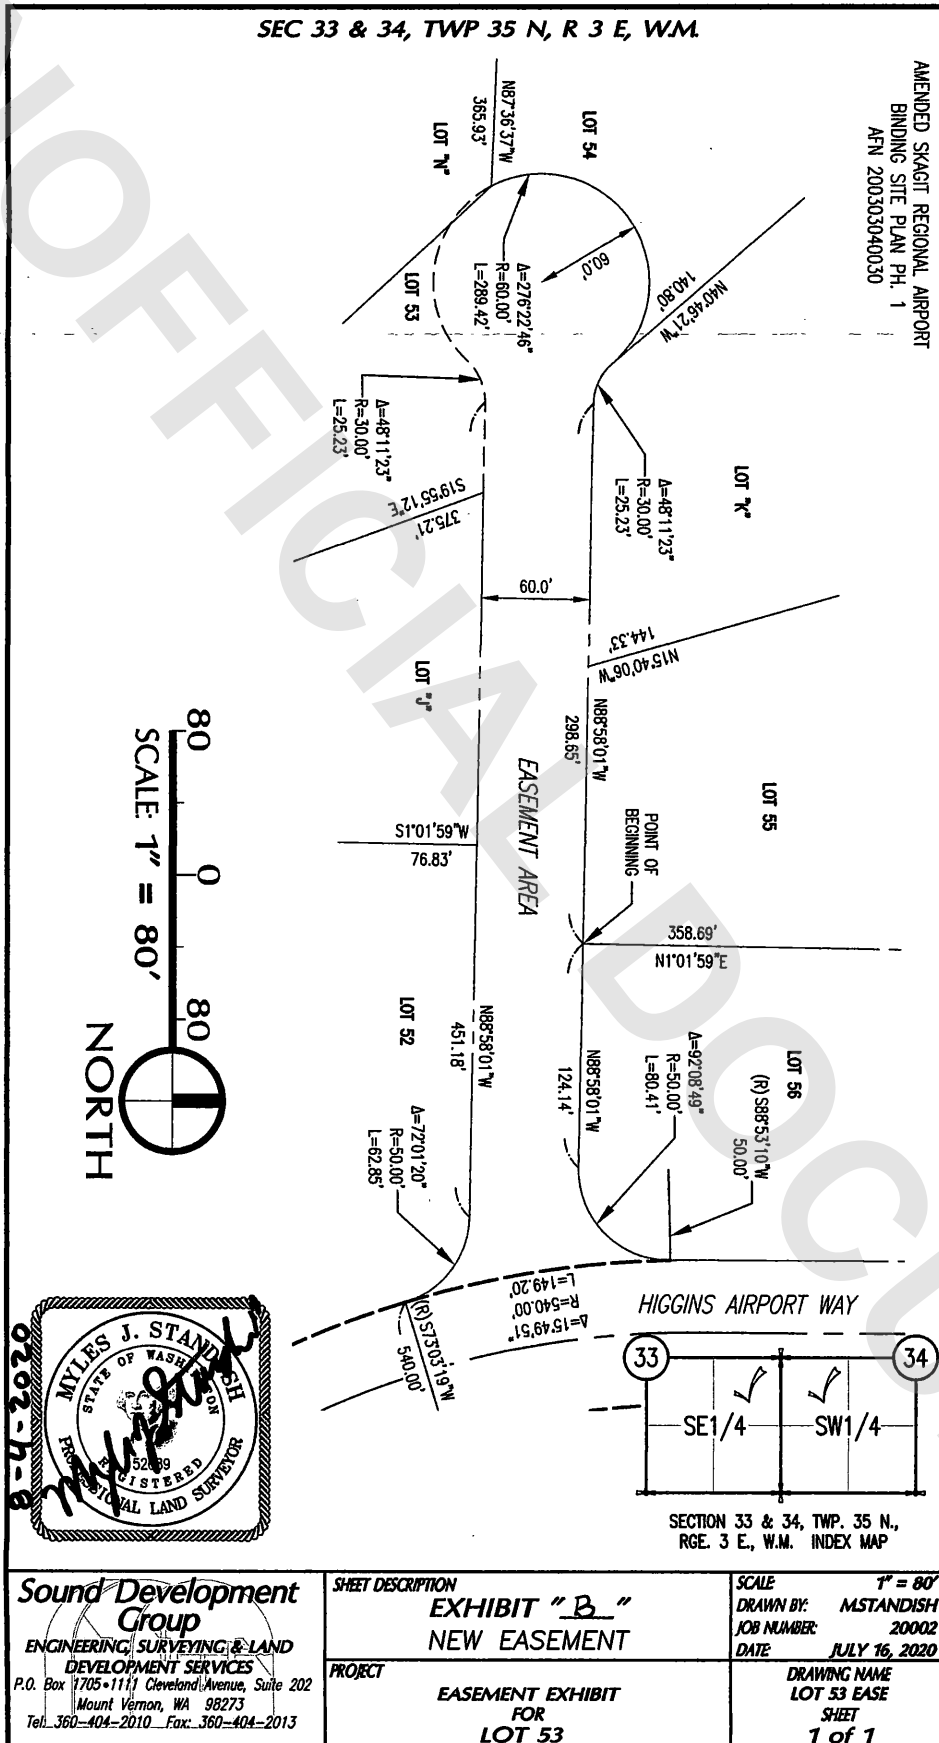 SEC 33 & 34, TWP 35 N, R 3 E, W.M.
AMENDED SKAGIT REGIONAL AIRPORT
BINDING SITE PLAN PH. 1
AFN 200303040030
UNOFFICIAL DOCU
N87°36'37"W
365.93'
LOT 54
LOT "N"
LOT 53
Δ=276°22'46"
R=60.00'
L=289.42'
60.0'
140.80'
N40°46'21"W
Δ=48°11'23"
R=30.00'
L=25.23'
Δ=48°11'23"
R=30.00'
L=25.23'
LOT "K"
S19°55'12"E
375.21'
60.0'
144.33'
N15°40'06"W
LOT "J"
N88°58'01"W
298.65'
LOT 55
EASEMENT AREA
POINT OF
BEGINNING
S1°01'59"W
76.83'
358.69'
N1°01'59"E
LOT 52
N88°58'01"W
451.18'
N88°58'01"W
124.14'
Δ=92°08'49"
R=50.00'
L=80.41'
LOT 56
(R) S88°53'10"W
50.00'
Δ=72°01'20"
R=50.00'
L=62.85'
(R) S73°03'19"W
540.00'
Δ=15°49'51"
R=540.00'
L=149.20'
HIGGINS AIRPORT WAY
80 0 80
SCALE: 1" = 80'
NORTH
MYLES J. STANDISH
STATE OF WASHINGTON
REGISTERED
PROFESSIONAL LAND SURVEYOR
8-4-2020
33 34
SE1/4 SW1/4
SECTION 33 & 34, TWP. 35 N.,
RGE. 3 E., W.M. INDEX MAP
Sound Development
Group
ENGINEERING, SURVEYING & LAND
DEVELOPMENT SERVICES
P.O. Box 1705•1111 Cleveland Avenue, Suite 202
Mount Vernon, WA 98273
Tel: 360-404-2010 Fax: 360-404-2013
SHEET DESCRIPTION
EXHIBIT "B"
NEW EASEMENT
PROJECT
EASEMENT EXHIBIT
FOR
LOT 53
SCALE: 1" = 80'
DRAWN BY: MSTANDISH
JOB NUMBER: 20002
DATE: JULY 16, 2020
DRAWING NAME
LOT 53 EASE
SHEET
1 of 1